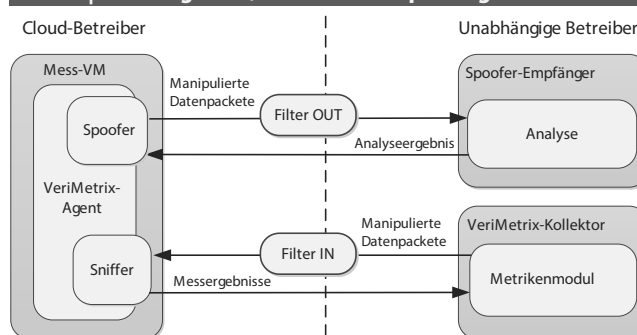 Cloud-Betreiber
Unabhängige Betreiber
Mess-VM
Spoofer-Empfänger
Manipulierte
Datenpackete
Filter OUT
Spoofer
Analyse
Analyseergebnis
VeriMetrix-
Agent
Manipulierte
Datenpackete
VeriMetrix-Kollektor
Filter IN
Sniffer
Messergebnisse
Metrikenmodul